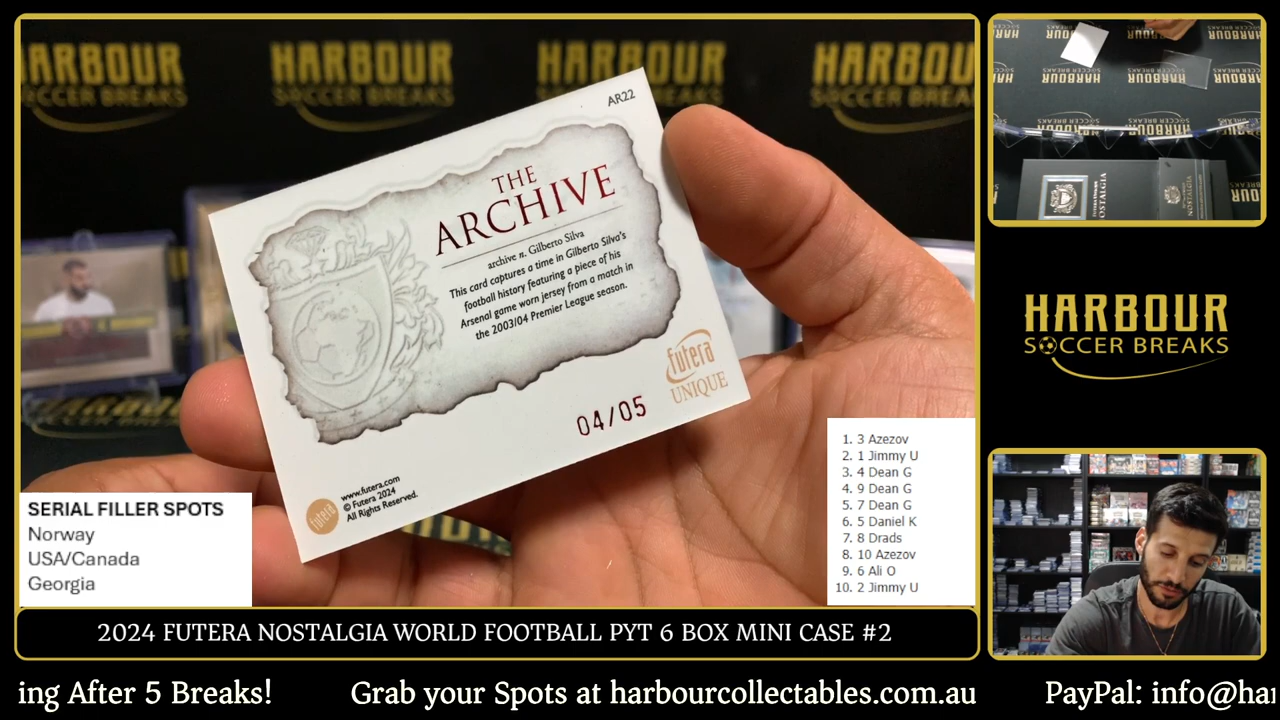 HARBOUR
SOCCER BREAKS
HARBOUR
SOCCER BREAKS
HARBOUR
SOCCER BREAKS
HARBOUR
SOCCER BREAKS
AR22
THE
ARCHIVE
archive n. Gilberto Silva
This card captures a time in Gilberto Silva's
football history featuring a piece of his
Arsenal game worn jersey from a match in
the 2003/04 Premier League season.
futera
UNIQUE
04/05
futera
www.futera.com
© Futera 2024
All Rights Reserved.
HARBOUR
SERIAL FILLER SPOTS
Norway
USA/Canada
Georgia
1. 3 Azezov
2. 1 Jimmy U
3. 4 Dean G
4. 9 Dean G
5. 7 Dean G
6. 5 Daniel K
7. 8 Drads
8. 10 Azezov
9. 6 Ali O
10. 2 Jimmy U
HARBOUR
SOCCER BREAKS
2024 FUTERA NOSTALGIA WORLD FOOTBALL PYT 6 BOX MINI CASE #2
ing After 5 Breaks! Grab your Spots at harbourcollectables.com.au PayPal: info@har